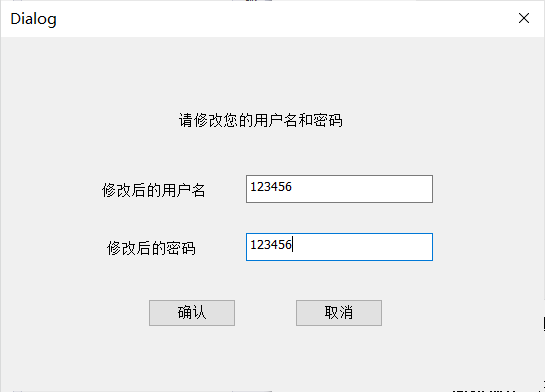 Dialog
请修改您的用户名和密码
修改后的用户名 123456
修改后的密码 123456
确认 取消